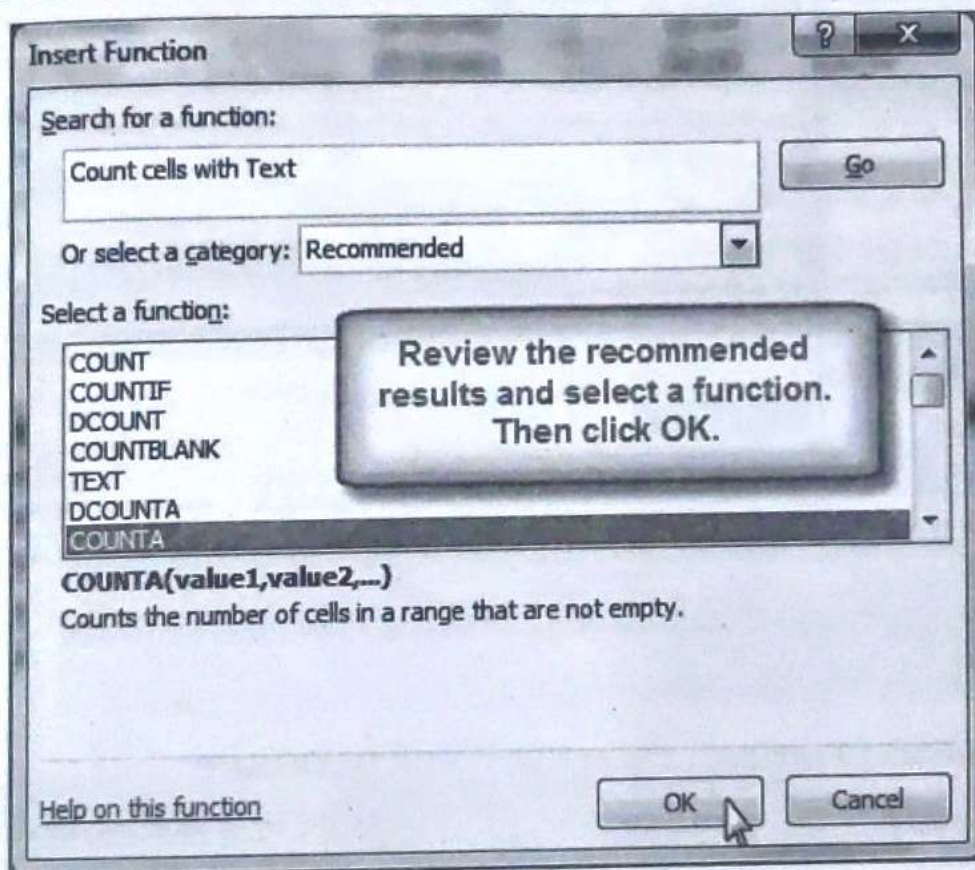 Insert Function
? X
Search for a function:
Count cells with Text
Go
Or select a category: Recommended
Select a function:
COUNT
COUNTIF
DCOUNT
COUNTBLANK
TEXT
DCOUNTA
COUNTA
Review the recommended
results and select a function.
Then click OK.
COUNTA(value1,value2,...)
Counts the number of cells in a range that are not empty.
Help on this function
OK
Cancel